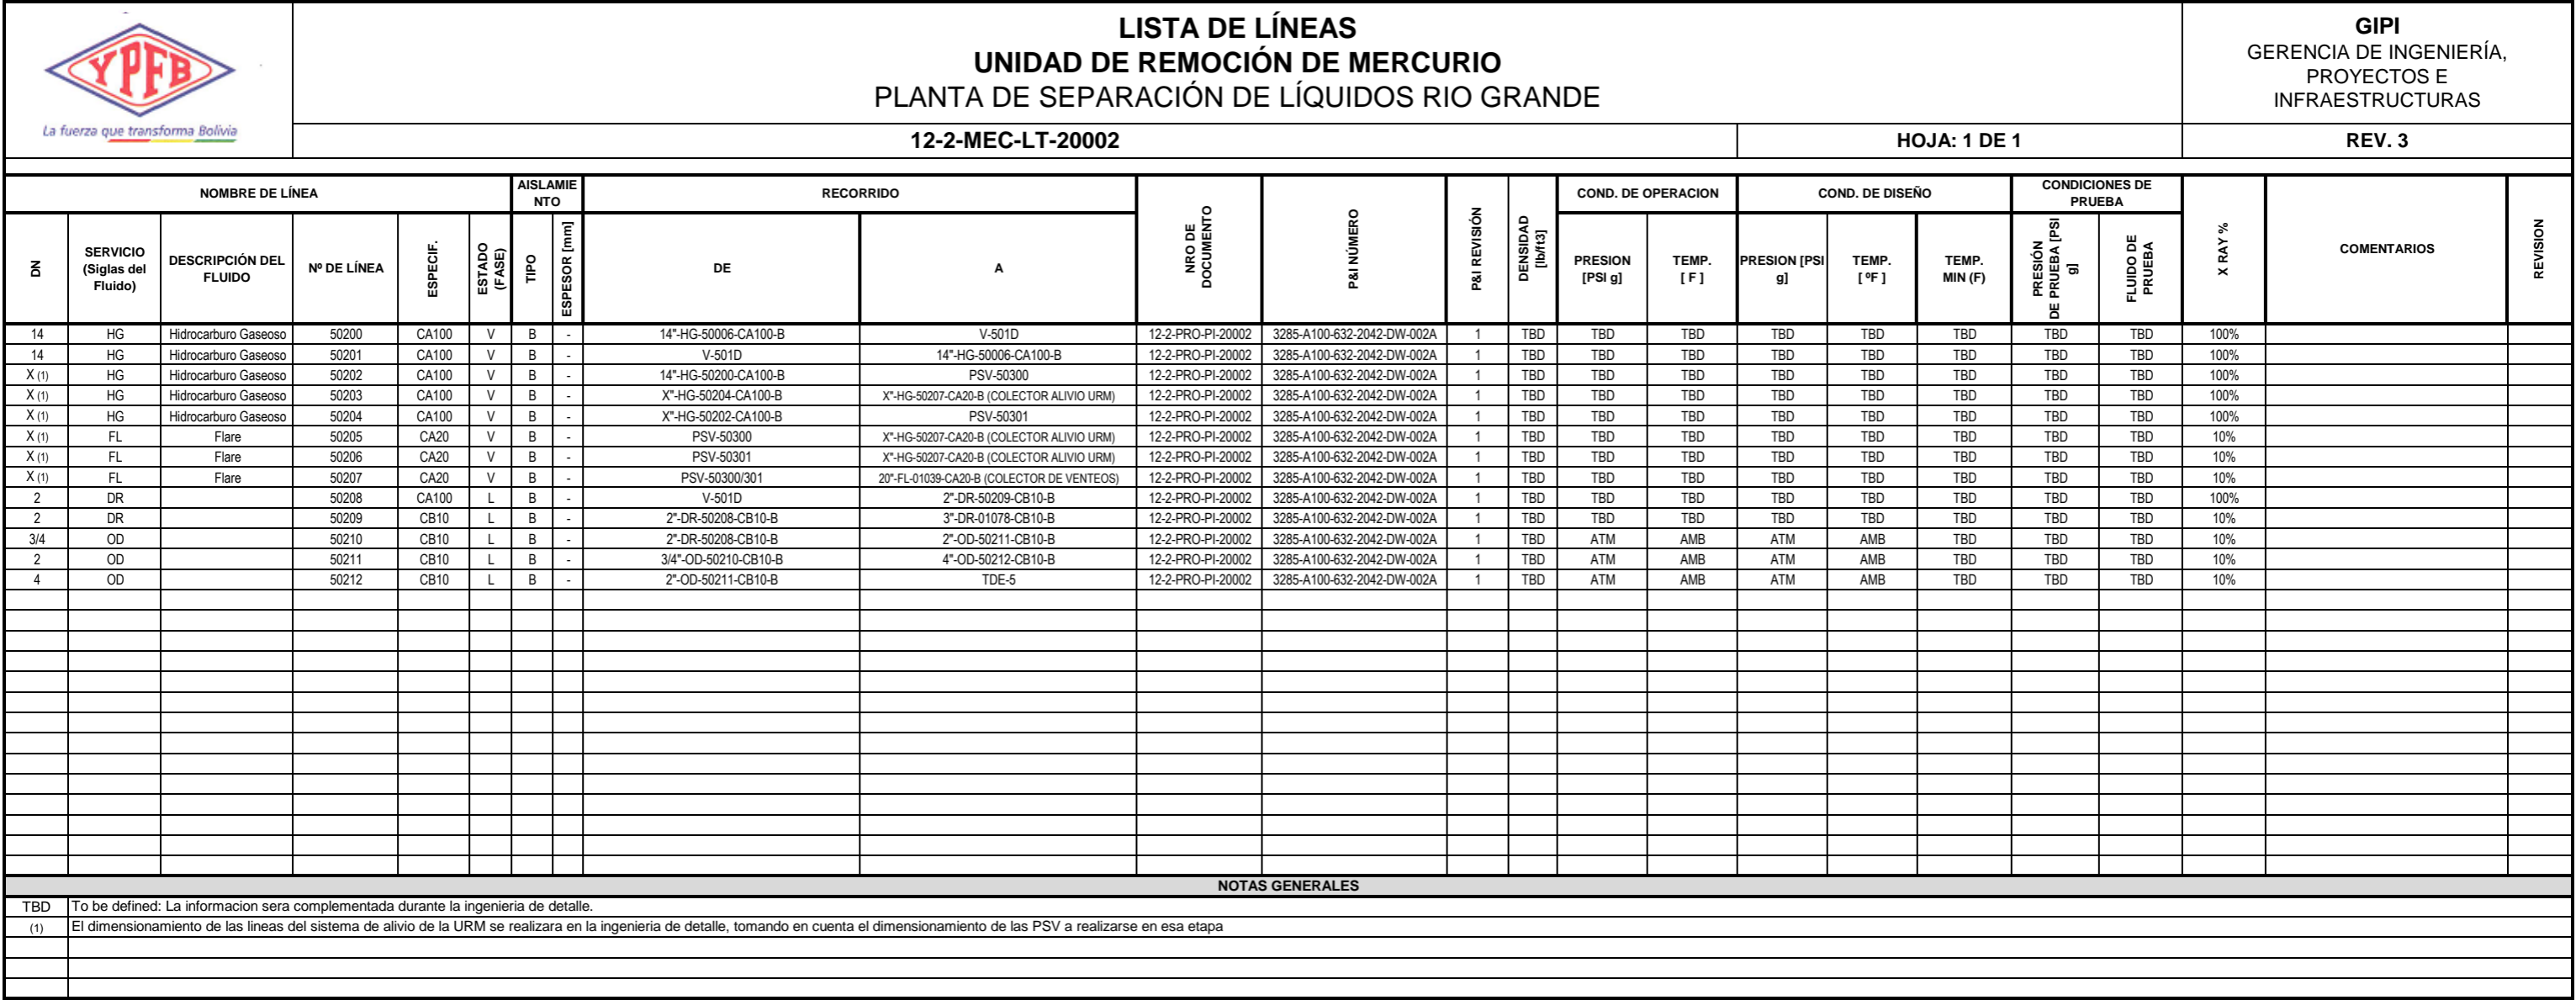 YPFB
La fuerza que transforma Bolivia
LISTA DE LÍNEAS
UNIDAD DE REMOCIÓN DE MERCURIO
PLANTA DE SEPARACIÓN DE LÍQUIDOS RIO GRANDE
GIPI
GERENCIA DE INGENIERÍA,
PROYECTOS E
INFRAESTRUCTURAS
12-2-MEC-LT-20002 HOJA: 1 DE 1 REV. 3
NOMBRE DE LÍNEA AISLAMIENTO RECORRIDO NRO DE DOCUMENTO P&I NÚMERO P&I REVISIÓN DENSIDAD [lb/ft3] COND. DE OPERACION COND. DE DISEÑO CONDICIONES DE PRUEBA X RAY % COMENTARIOS REVISION
DN SERVICIO (Siglas del Fluido) DESCRIPCIÓN DEL FLUIDO Nº DE LÍNEA ESPECIF. ESTADO (FASE) TIPO ESPESOR [mm] DE A PRESION [PSI g] TEMP. [ F ] PRESION [PSI g] TEMP. [ ºF ] TEMP. MIN (F) PRESIÓN DE PRUEBA [PSI g] FLUIDO DE PRUEBA
14 HG Hidrocarburo Gaseoso 50200 CA100 V B - 14"-HG-50006-CA100-B V-501D 12-2-PRO-PI-20002 3285-A100-632-2042-DW-002A 1 TBD TBD TBD TBD TBD TBD TBD TBD 100%
14 HG Hidrocarburo Gaseoso 50201 CA100 V B - V-501D 14"-HG-50006-CA100-B 12-2-PRO-PI-20002 3285-A100-632-2042-DW-002A 1 TBD TBD TBD TBD TBD TBD TBD TBD 100%
X (1) HG Hidrocarburo Gaseoso 50202 CA100 V B - 14"-HG-50200-CA100-B PSV-50300 12-2-PRO-PI-20002 3285-A100-632-2042-DW-002A 1 TBD TBD TBD TBD TBD TBD TBD TBD 100%
X (1) HG Hidrocarburo Gaseoso 50203 CA100 V B - X"-HG-50204-CA100-B X"-HG-50207-CA20-B (COLECTOR ALIVIO URM) 12-2-PRO-PI-20002 3285-A100-632-2042-DW-002A 1 TBD TBD TBD TBD TBD TBD TBD TBD 100%
X (1) HG Hidrocarburo Gaseoso 50204 CA100 V B - X"-HG-50202-CA100-B PSV-50301 12-2-PRO-PI-20002 3285-A100-632-2042-DW-002A 1 TBD TBD TBD TBD TBD TBD TBD TBD 100%
X (1) FL Flare 50205 CA20 V B - PSV-50300 X"-HG-50207-CA20-B (COLECTOR ALIVIO URM) 12-2-PRO-PI-20002 3285-A100-632-2042-DW-002A 1 TBD TBD TBD TBD TBD TBD TBD TBD 10%
X (1) FL Flare 50206 CA20 V B - PSV-50301 X"-HG-50207-CA20-B (COLECTOR ALIVIO URM) 12-2-PRO-PI-20002 3285-A100-632-2042-DW-002A 1 TBD TBD TBD TBD TBD TBD TBD TBD 10%
X (1) FL Flare 50207 CA20 V B - PSV-50300/301 20"-FL-01039-CA20-B (COLECTOR DE VENTEOS) 12-2-PRO-PI-20002 3285-A100-632-2042-DW-002A 1 TBD TBD TBD TBD TBD TBD TBD TBD 10%
2 DR 50208 CA100 L B - V-501D 2"-DR-50209-CB10-B 12-2-PRO-PI-20002 3285-A100-632-2042-DW-002A 1 TBD TBD TBD TBD TBD TBD TBD TBD 100%
2 DR 50209 CB10 L B - 2"-DR-50208-CB10-B 3"-DR-01078-CB10-B 12-2-PRO-PI-20002 3285-A100-632-2042-DW-002A 1 TBD TBD TBD TBD TBD TBD TBD TBD 10%
3/4 OD 50210 CB10 L B - 2"-DR-50208-CB10-B 2"-OD-50211-CB10-B 12-2-PRO-PI-20002 3285-A100-632-2042-DW-002A 1 TBD ATM AMB ATM AMB TBD TBD TBD 10%
2 OD 50211 CB10 L B - 3/4"-OD-50210-CB10-B 4"-OD-50212-CB10-B 12-2-PRO-PI-20002 3285-A100-632-2042-DW-002A 1 TBD ATM AMB ATM AMB TBD TBD TBD 10%
4 OD 50212 CB10 L B - 2"-OD-50211-CB10-B TDE-5 12-2-PRO-PI-20002 3285-A100-632-2042-DW-002A 1 TBD ATM AMB ATM AMB TBD TBD TBD 10%
NOTAS GENERALES
TBD To be defined: La informacion sera complementada durante la ingenieria de detalle.
(1) El dimensionamiento de las lineas del sistema de alivio de la URM se realizara en la ingenieria de detalle, tomando en cuenta el dimensionamiento de las PSV a realizarse en esa etapa